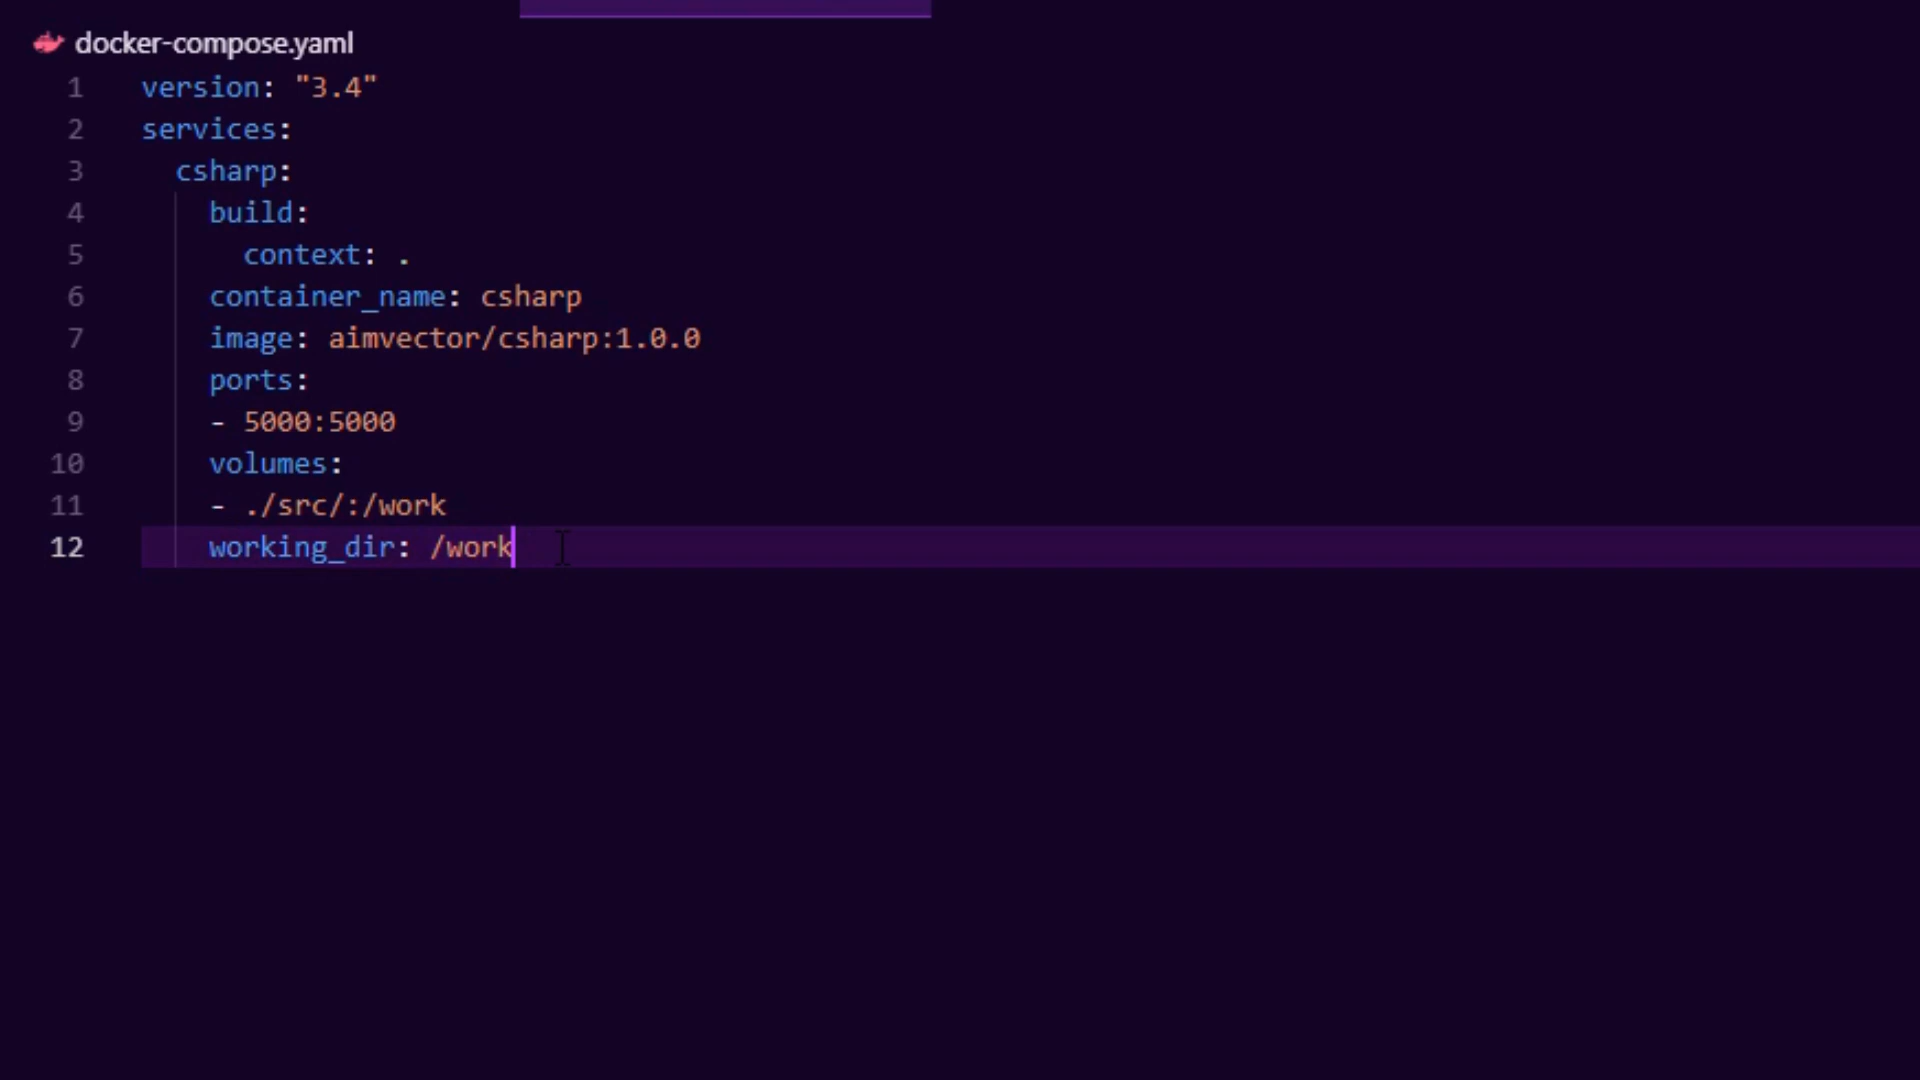 docker-compose.yaml
1 version: "3.4"
2 services:
3   csharp:
4     build:
5       context: .
6     container_name: csharp
7     image: aimvector/csharp:1.0.0
8     ports:
9     - 5000:5000
10     volumes:
11     - ./src/:/work
12     working_dir: /work